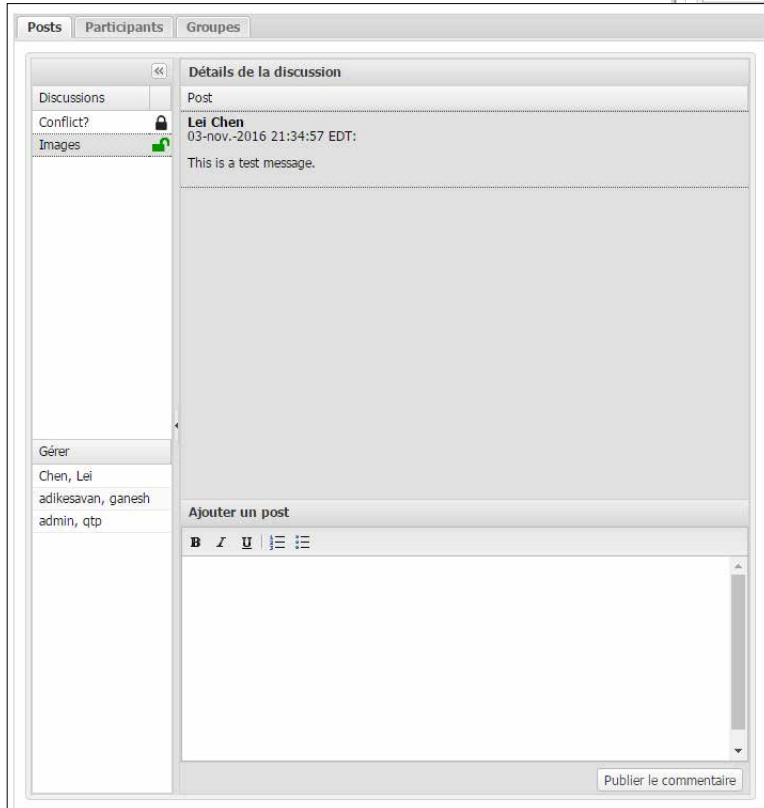 Posts Participants Groupes
Discussions
Conflict?
Images
Gérer
Chen, Lei
adikesavan, ganesh
admin, qtp
Détails de la discussion
Post
Lei Chen
03-nov.-2016 21:34:57 EDT:
This is a test message.
Ajouter un post
B I U
Publier le commentaire